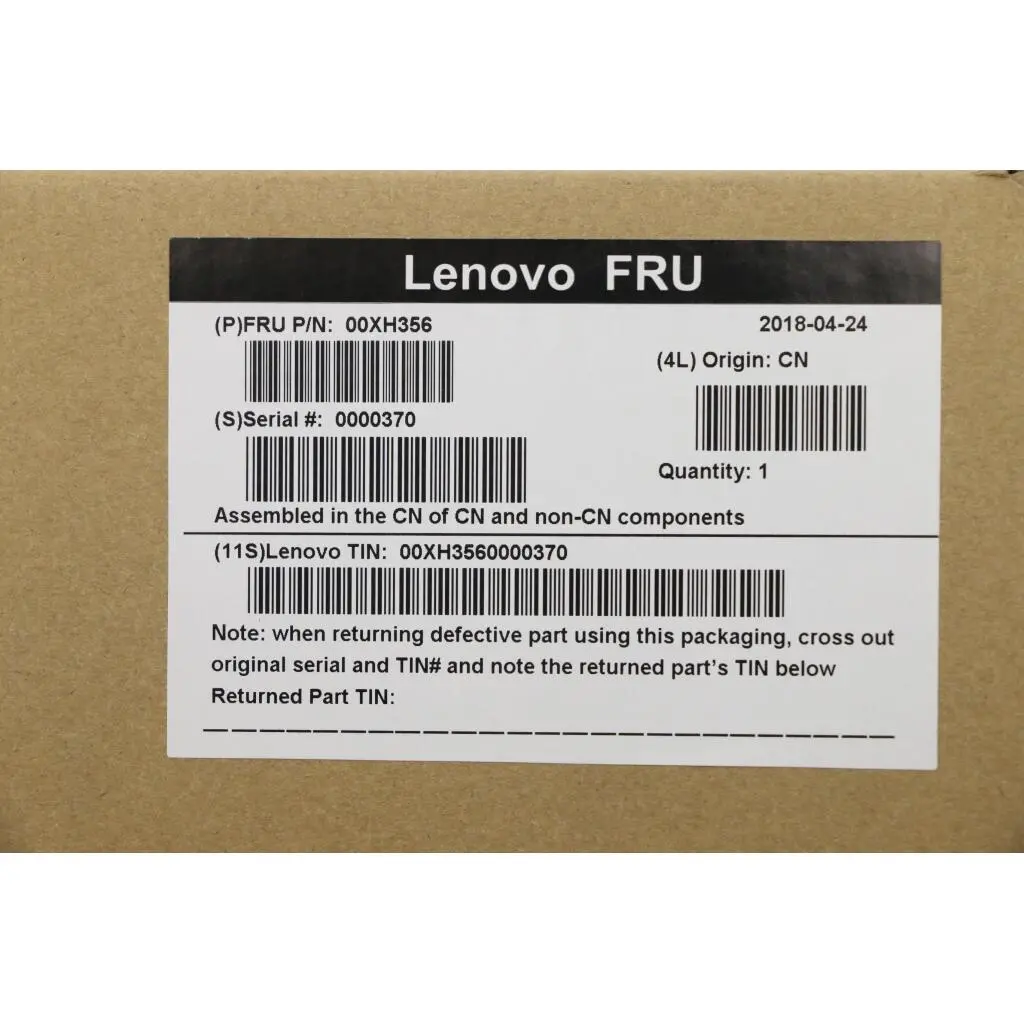 Lenovo FRU
(P)FRU P/N: 00XH356
2018-04-24
(4L) Origin: CN
(S)Serial #: 0000370
Quantity: 1
Assembled in the CN of CN and non-CN components
(11S)Lenovo TIN: 00XH3560000370
Note: when returning defective part using this packaging, cross out
original serial and TIN# and note the returned part's TIN below
Returned Part TIN: